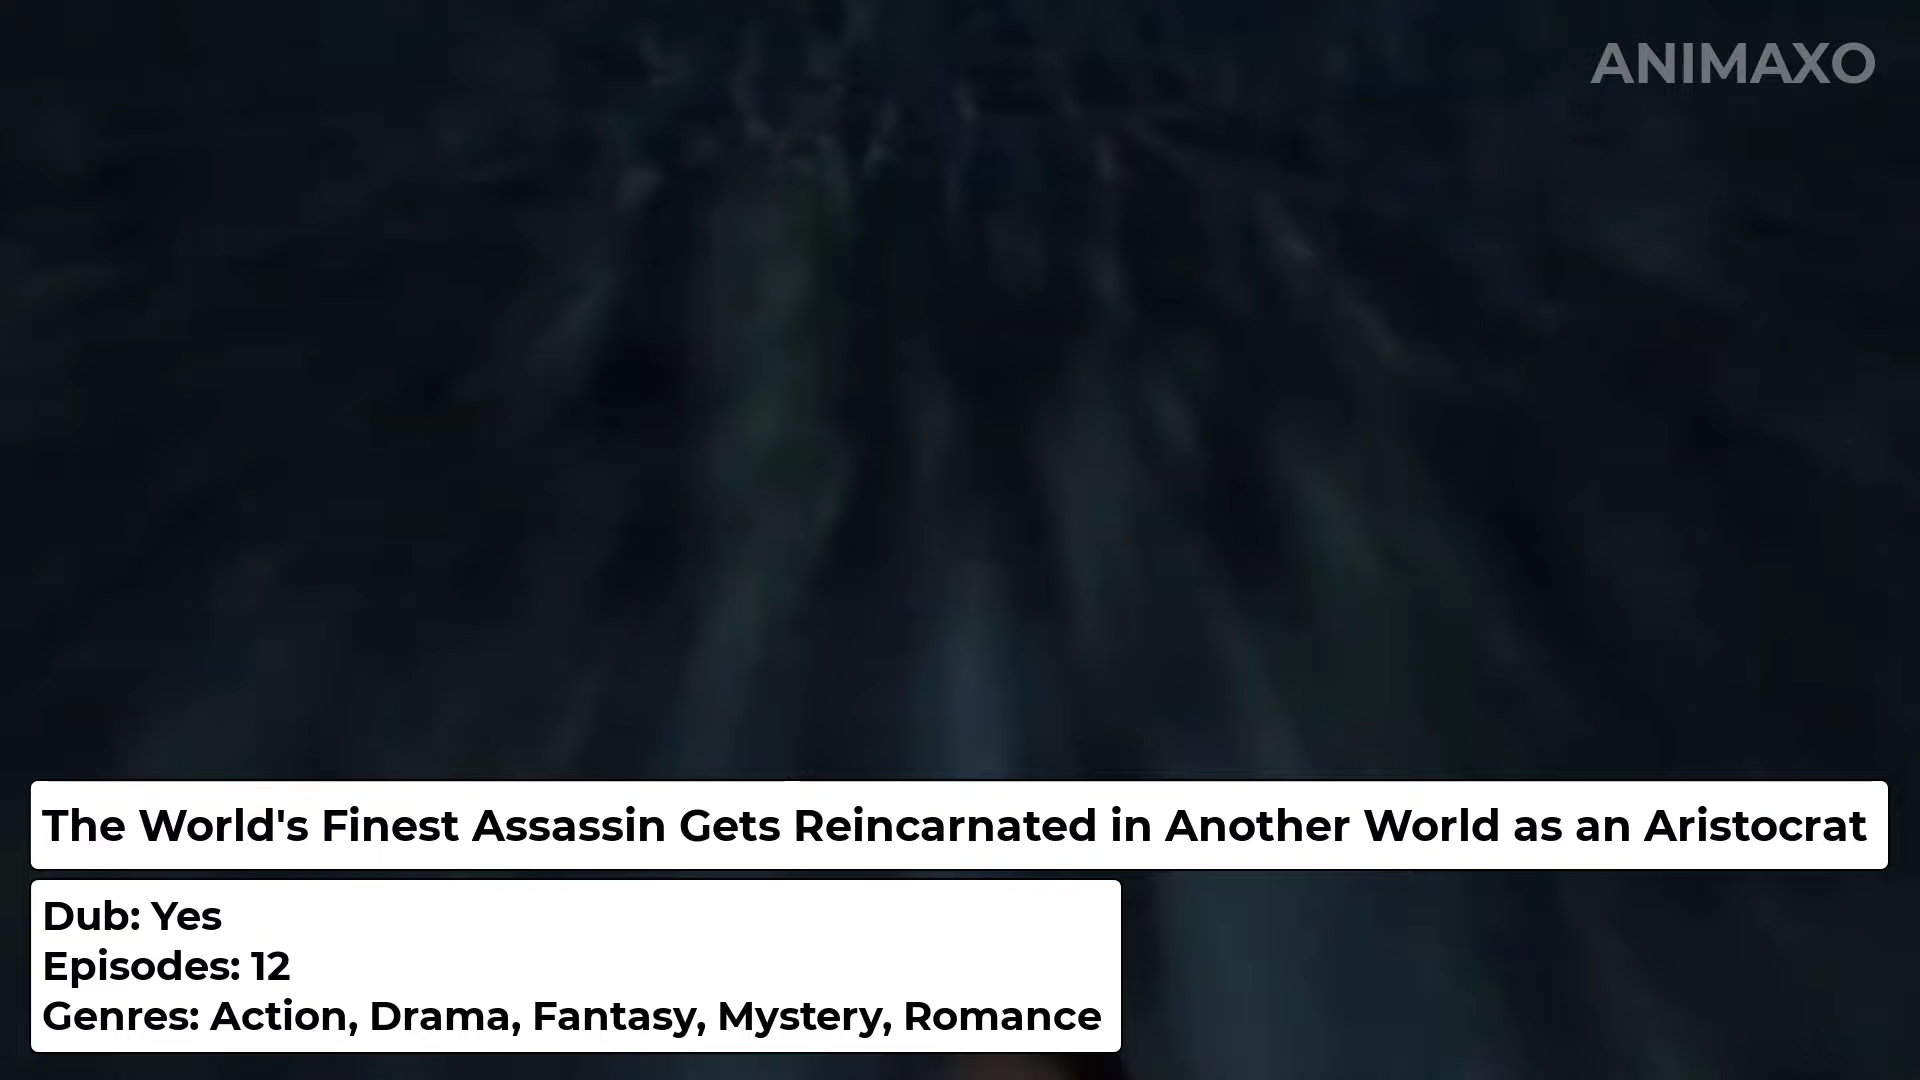 ANIMAXO
The World's Finest Assassin Gets Reincarnated in Another World as an Aristocrat
Dub: Yes
Episodes: 12
Genres: Action, Drama, Fantasy, Mystery, Romance